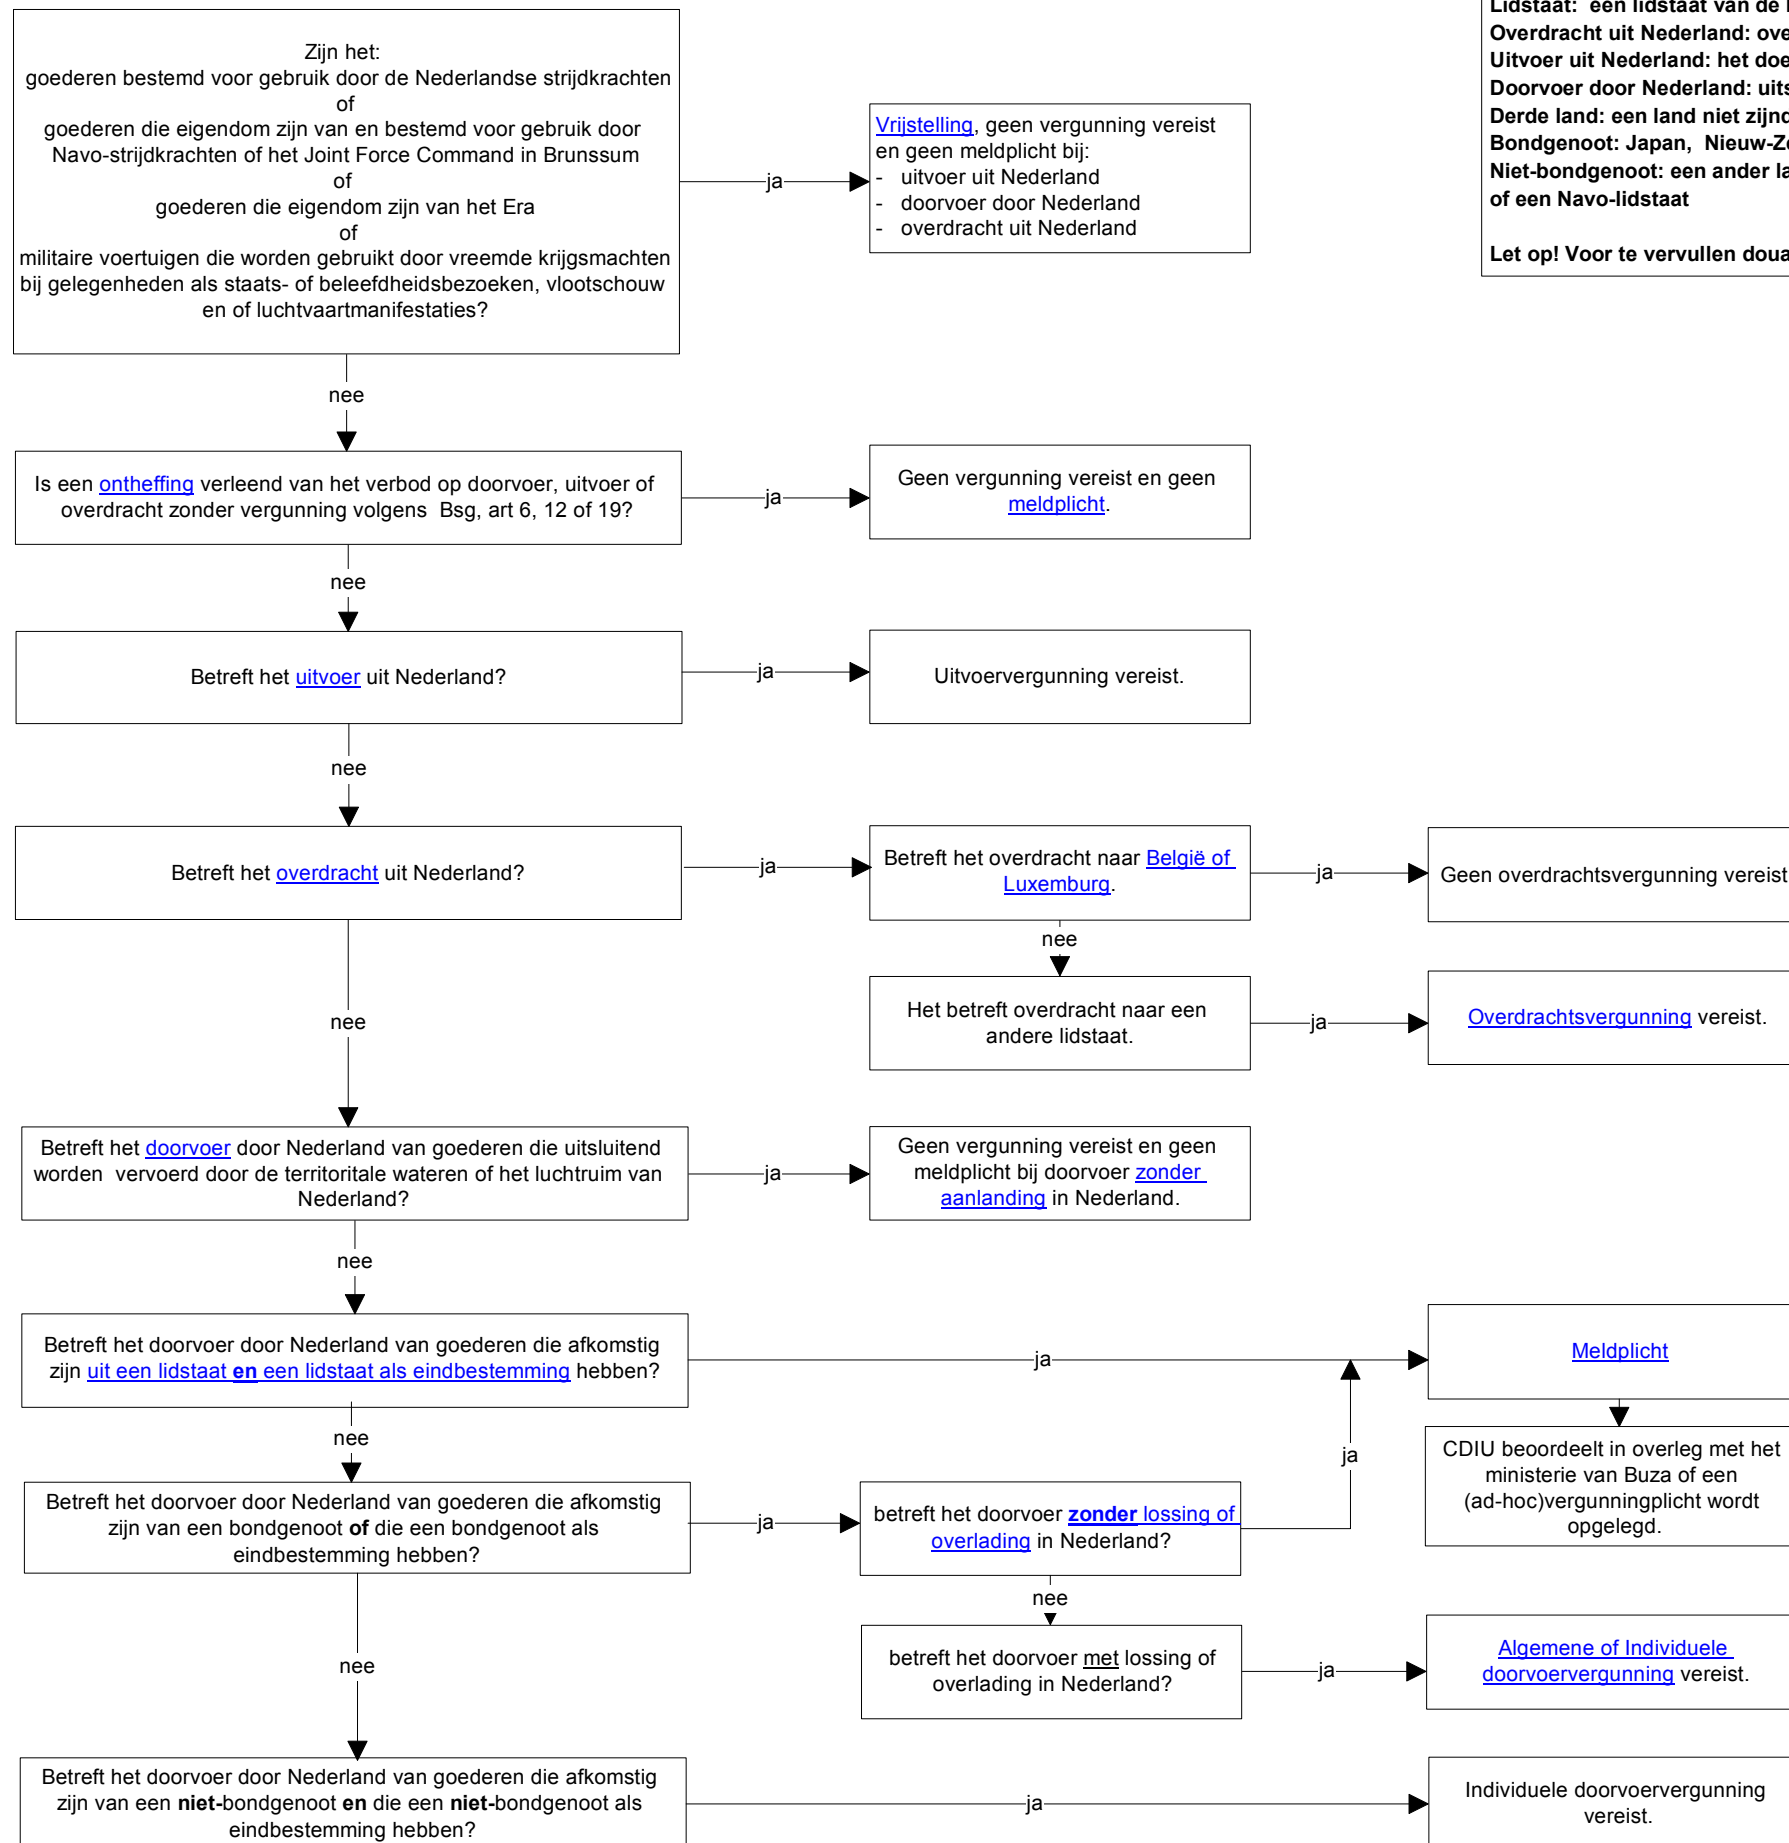 Zijn het:
goederen bestemd voor gebruik door de Nederlandse strijdkrachten
of
goederen die eigendom zijn van en bestemd voor gebruik door
Navo-strijdkrachten of het Joint Force Command in Brunssum
of
goederen die eigendom zijn van het Era
of
militaire voertuigen die worden gebruikt door vreemde krijgsmachten
bij gelegenheden als staats- of beleefdheidsbezoeken, vlootschouw
en of luchtvaartmanifestaties?
ja
Vrijstelling, geen vergunning vereist
en geen meldplicht bij:
- uitvoer uit Nederland
- doorvoer door Nederland
- overdracht uit Nederland
Lidstaat: een lidstaat van de
Overdracht uit Nederland:
Uitvoer uit Nederland: het
Doorvoer door Nederland:
Derde land: een land niet
Bondgenoot: Japan,
Niet-bondgenoot: een ander
of een Navo-lidstaat
Let op! Voor te vervullen
nee
Is een ontheffing verleend van het verbod op doorvoer, uitvoer of
overdracht zonder vergunning volgens Bsg, art 6, 12 of 19?
ja
Geen vergunning vereist en geen
meldplicht.
nee
Betreft het uitvoer uit Nederland?
ja
Uitvoervergunning vereist.
nee
Betreft het overdracht uit Nederland?
ja
Betreft het overdracht naar België of
Luxemburg.
ja
Geen overdrachtsvergunning vereist
nee
Het betreft overdracht naar een
andere lidstaat.
ja
Overdrachtsvergunning vereist.
nee
Betreft het doorvoer door Nederland van goederen die uitsluitend
worden vervoerd door de territoritale wateren of het luchtruim van
Nederland?
ja
Geen vergunning vereist en geen
meldplicht bij doorvoer zonder
aanlanding in Nederland.
nee
Betreft het doorvoer door Nederland van goederen die afkomstig
zijn uit een lidstaat en een lidstaat als eindbestemming hebben?
ja
Meldplicht
CDIU beoordeelt in overleg met het
ministerie van Buza of een
(ad-hoc)vergunningplicht wordt
opgelegd.
nee
Betreft het doorvoer door Nederland van goederen die afkomstig
zijn van een bondgenoot of die een bondgenoot als
eindbestemming hebben?
ja
betreft het doorvoer zonder lossing of
overlading in Nederland?
ja
nee
betreft het doorvoer met lossing of
overlading in Nederland?
ja
Algemene of Individuele
doorvoervergunning vereist.
nee
Betreft het doorvoer door Nederland van goederen die afkomstig
zijn van een niet-bondgenoot en die een niet-bondgenoot als
eindbestemming hebben?
ja
Individuele doorvoervergunning
vereist.